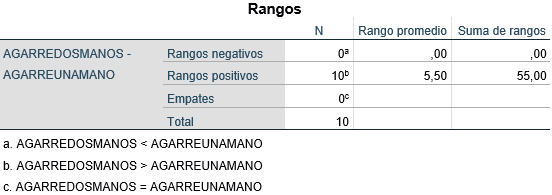 Rangos
N Rango promedio Suma de rangos
AGARREDOSMANOS - Rangos negativos 0a ,00 ,00
AGARREUNAMANO Rangos positivos 10b 5,50 55,00
Empates 0c
Total 10
a. AGARREDOSMANOS < AGARREUNAMANO
b. AGARREDOSMANOS > AGARREUNAMANO
c. AGARREDOSMANOS = AGARREUNAMANO